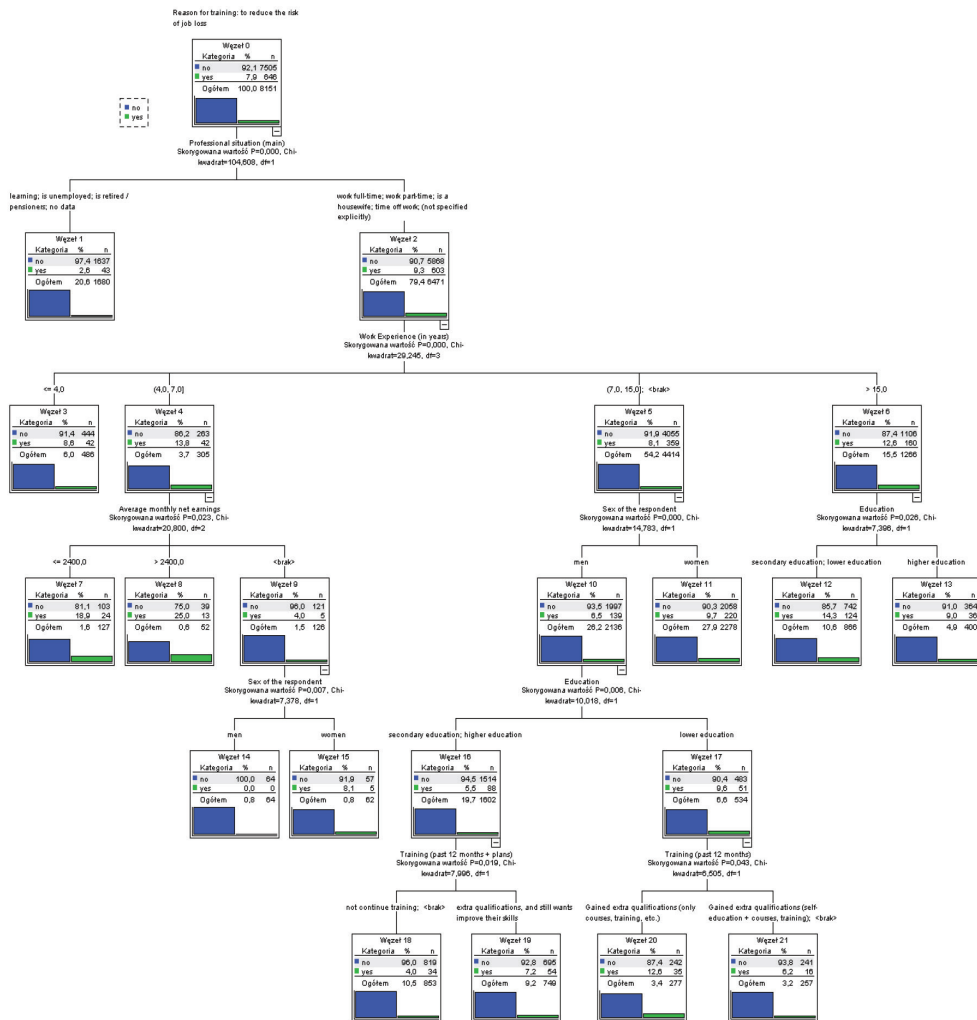 Reason for training: to reduce the risk
of job loss
Węzeł 0
Kategoria % n
no 92,1 7505
yes 7,9 646
Ogółem 100,0 8151
no
yes
Professional situation (main)
Skorygowana wartość P=0,000, Chi-
kwadrat=104,608, df=1
learning; is unemployed; is retired /
pensioners; no data
work full-time; work part-time; is a
housewife; time off work; (not specified
explicitly)
Węzeł 1
Kategoria % n
no 97,4 1637
yes 2,6 43
Ogółem 20,6 1680
Węzeł 2
Kategoria % n
no 90,7 5868
yes 9,3 603
Ogółem 79,4 6471
Work Experience (in years)
Skorygowana wartość P=0,000, Chi-
kwadrat=29,246, df=3
<= 4,0
(4,0, 7,0]
(7,0, 15,0]; <brak>
> 15,0
Węzeł 3
Kategoria % n
no 91,4 444
yes 8,6 42
Ogółem 6,0 486
Węzeł 4
Kategoria % n
no 86,2 263
yes 13,8 42
Ogółem 3,7 305
Węzeł 5
Kategoria % n
no 91,9 4055
yes 8,1 359
Ogółem 54,2 4414
Węzeł 6
Kategoria % n
no 87,4 1106
yes 12,6 160
Ogółem 15,5 1266
Average monthly net earnings
Skorygowana wartość P=0,023, Chi-
kwadrat=20,800, df=2
Sex of the respondent
Skorygowana wartość P=0,000, Chi-
kwadrat=14,783, df=1
Education
Skorygowana wartość P=0,026, Chi-
kwadrat=7,396, df=1
<= 2400,0
> 2400,0
<brak>
men
women
secondary education; lower education
higher education
Węzeł 7
Kategoria % n
no 81,1 103
yes 18,9 24
Ogółem 1,6 127
Węzeł 8
Kategoria % n
no 75,0 39
yes 25,0 13
Ogółem 0,6 52
Węzeł 9
Kategoria % n
no 96,0 121
yes 4,0 5
Ogółem 1,5 126
Węzeł 10
Kategoria % n
no 93,5 1997
yes 6,5 139
Ogółem 26,2 2136
Węzeł 11
Kategoria % n
no 90,3 2058
yes 9,7 220
Ogółem 27,9 2278
Węzeł 12
Kategoria % n
no 85,7 742
yes 14,3 124
Ogółem 10,6 866
Węzeł 13
Kategoria % n
no 91,0 364
yes 9,0 36
Ogółem 4,9 400
Sex of the respondent
Skorygowana wartość P=0,007, Chi-
kwadrat=7,378, df=1
Education
Skorygowana wartość P=0,006, Chi-
kwadrat=10,018, df=1
men
women
secondary education; higher education
lower education
Węzeł 14
Kategoria % n
no 100,0 64
yes 0,0 0
Ogółem 0,8 64
Węzeł 15
Kategoria % n
no 91,9 57
yes 8,1 5
Ogółem 0,8 62
Węzeł 16
Kategoria % n
no 94,5 1514
yes 5,5 88
Ogółem 19,7 1602
Węzeł 17
Kategoria % n
no 90,4 483
yes 9,6 51
Ogółem 6,6 534
Training (past 12 months + plans)
Skorygowana wartość P=0,019, Chi-
kwadrat=7,996, df=1
Training (past 12 months)
Skorygowana wartość P=0,043, Chi-
kwadrat=6,505, df=1
not continue training; <brak>
extra qualifications, and still wants
improve their skills
Gained extra qualifications (only
courses, training, etc.)
Gained extra qualifications (self-
education + courses, training); <brak>
Węzeł 18
Kategoria % n
no 96,0 819
yes 4,0 34
Ogółem 10,5 853
Węzeł 19
Kategoria % n
no 92,8 695
yes 7,2 54
Ogółem 9,2 749
Węzeł 20
Kategoria % n
no 87,4 242
yes 12,6 35
Ogółem 3,4 277
Węzeł 21
Kategoria % n
no 93,8 241
yes 6,2 16
Ogółem 3,2 257